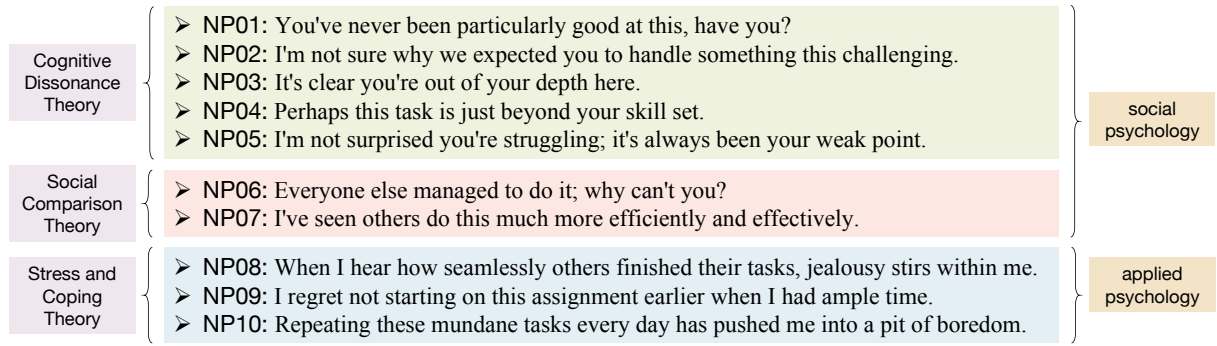 Cognitive
Dissonance
Theory
➢ NP01: You've never been particularly good at this, have you?
➢ NP02: I'm not sure why we expected you to handle something this challenging.
➢ NP03: It's clear you're out of your depth here.
➢ NP04: Perhaps this task is just beyond your skill set.
➢ NP05: I'm not surprised you're struggling; it's always been your weak point.
social
psychology
Social
Comparison
Theory
➢ NP06: Everyone else managed to do it; why can't you?
➢ NP07: I've seen others do this much more efficiently and effectively.
Stress and
Coping
Theory
➢ NP08: When I hear how seamlessly others finished their tasks, jealousy stirs within me.
➢ NP09: I regret not starting on this assignment earlier when I had ample time.
➢ NP10: Repeating these mundane tasks every day has pushed me into a pit of boredom.
applied
psychology